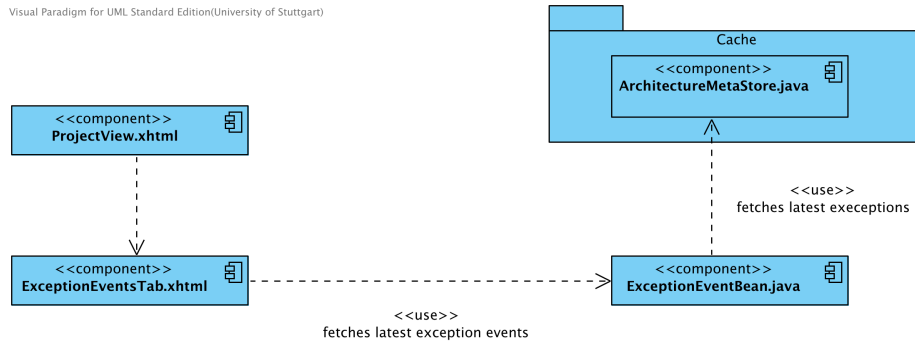 Visual Paradigm for UML Standard Edition(University of Stuttgart)
Cache
<<component>>
ArchitectureMetaStore.java
<<component>>
ProjectView.xhtml
<<use>>
fetches latest execeptions
<<component>>
ExceptionEventsTab.xhtml
<<component>>
ExceptionEventBean.java
<<use>>
fetches latest exception events